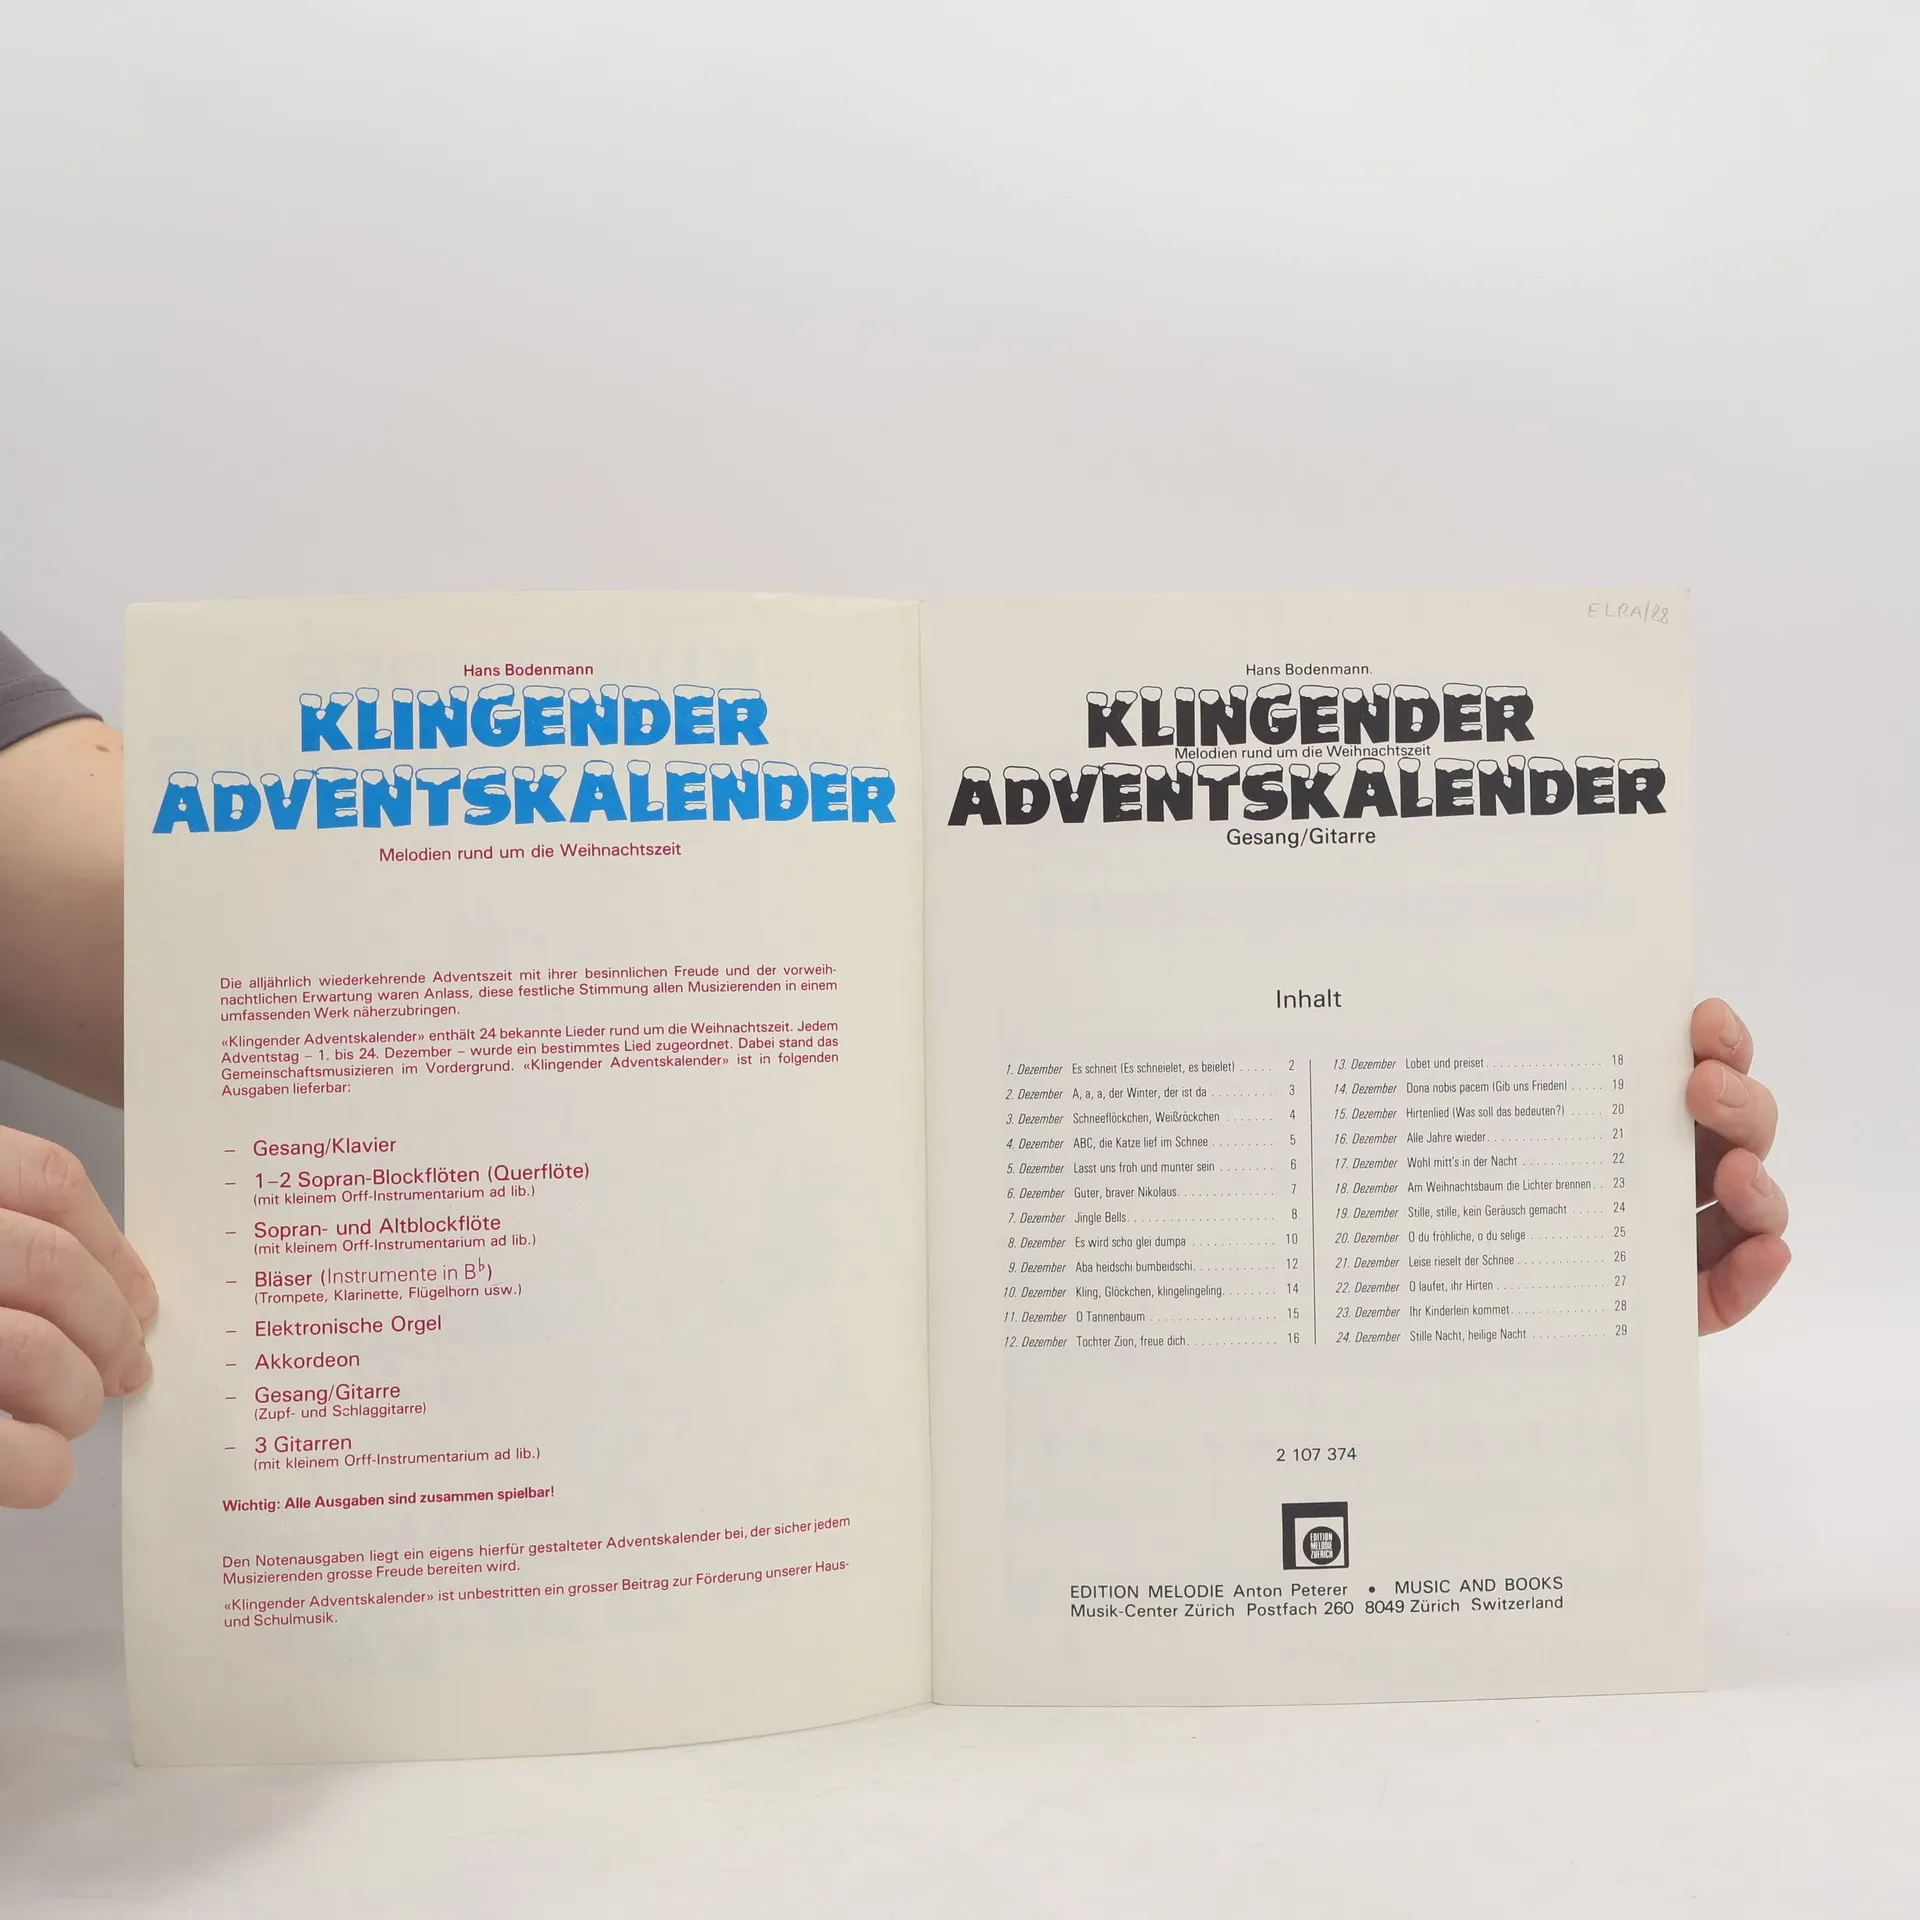 Hans Bodenmann
KLINGENDER
ADVENTSKALENDER
Melodien rund um die Weihnachtszeit
Die alljährlich wiederkehrende Adventszeit mit ihrer besinnlichen Freude und der vorweih-
nachtlichen Erwartung waren Anlass, diese festliche Stimmung allen Musizierenden in einem
umfassenden Werk näherzubringen.
«Klingender Adventskalender» enthält 24 bekannte Lieder rund um die Weihnachtszeit. Jedem
Adventstag – 1. bis 24. Dezember – wurde ein bestimmtes Lied zugeordnet. Dabei stand das
Gemeinschaftsmusizieren im Vordergrund. «Klingender Adventskalender» ist in folgenden
Ausgaben lieferbar:
– Gesang/Klavier
– 1–2 Sopran-Blockflöten (Querflöte)
(mit kleinem Orff-Instrumentarium ad lib.)
– Sopran- und Altblockflöte
(mit kleinem Orff-Instrumentarium ad lib.)
– Bläser (Instrumente in B♭)
(Trompete, Klarinette, Flügelhorn usw.)
– Elektronische Orgel
– Akkordeon
– Gesang/Gitarre
(Zupf- und Schlaggitarre)
– 3 Gitarren
(mit kleinem Orff-Instrumentarium ad lib.)
Wichtig: Alle Ausgaben sind zusammen spielbar!
Den Notenausgaben liegt ein eigens hierfür gestalteter Adventskalender bei, der sicher jedem
Musizierenden grosse Freude bereiten wird.
«Klingender Adventskalender» ist unbestritten ein grosser Beitrag zur Förderung unserer Haus-
und Schulmusik.
ELRA/88
Hans Bodenmann.
KLINGENDER
Melodien rund um die Weihnachtszeit
ADVENTSKALENDER
Gesang/Gitarre
Inhalt
1. Dezember Es schneit (Es schneielet, es beielet) ..... 2
2. Dezember A, a, a, der Winter, der ist da ......... 3
3. Dezember Schneeflöckchen, Weißröckchen ....... 4
4. Dezember ABC, die Katze lief im Schnee ......... 5
5. Dezember Lasst uns froh und munter sein ........ 6
6. Dezember Guter, braver Nikolaus.............. 7
7. Dezember Jingle Bells....................... 8
8. Dezember Es wird scho glei dumpa ............ 10
9. Dezember Aba heidschi bumbeidschi............ 12
10. Dezember Kling, Glöckchen, klingelingeling........ 14
11. Dezember O Tannenbaum .................... 15
12. Dezember Tochter Zion, freue dich.............. 16
13. Dezember Lobet und preiset.................. 18
14. Dezember Dona nobis pacem (Gib uns Frieden) ..... 19
15. Dezember Hirtenlied (Was soll das bedeuten?) ..... 20
16. Dezember Alle Jahre wieder.................. 21
17. Dezember Wohl mitt's in der Nacht ............ 22
18. Dezember Am Weihnachtsbaum die Lichter brennen.. 23
19. Dezember Stille, stille, kein Geräusch gemacht ..... 24
20. Dezember O du fröhliche, o du selige ........... 25
21. Dezember Leise rieselt der Schnee ............. 26
22. Dezember O laufet, ihr Hirten ................. 27
23. Dezember Ihr Kinderlein kommet............... 28
24. Dezember Stille Nacht, heilige Nacht ........... 29
2 107 374
EDITION
MELODIE
ZUERICH
EDITION MELODIE Anton Peterer • MUSIC AND BOOKS
Musik-Center Zürich Postfach 260 8049 Zürich Switzerland